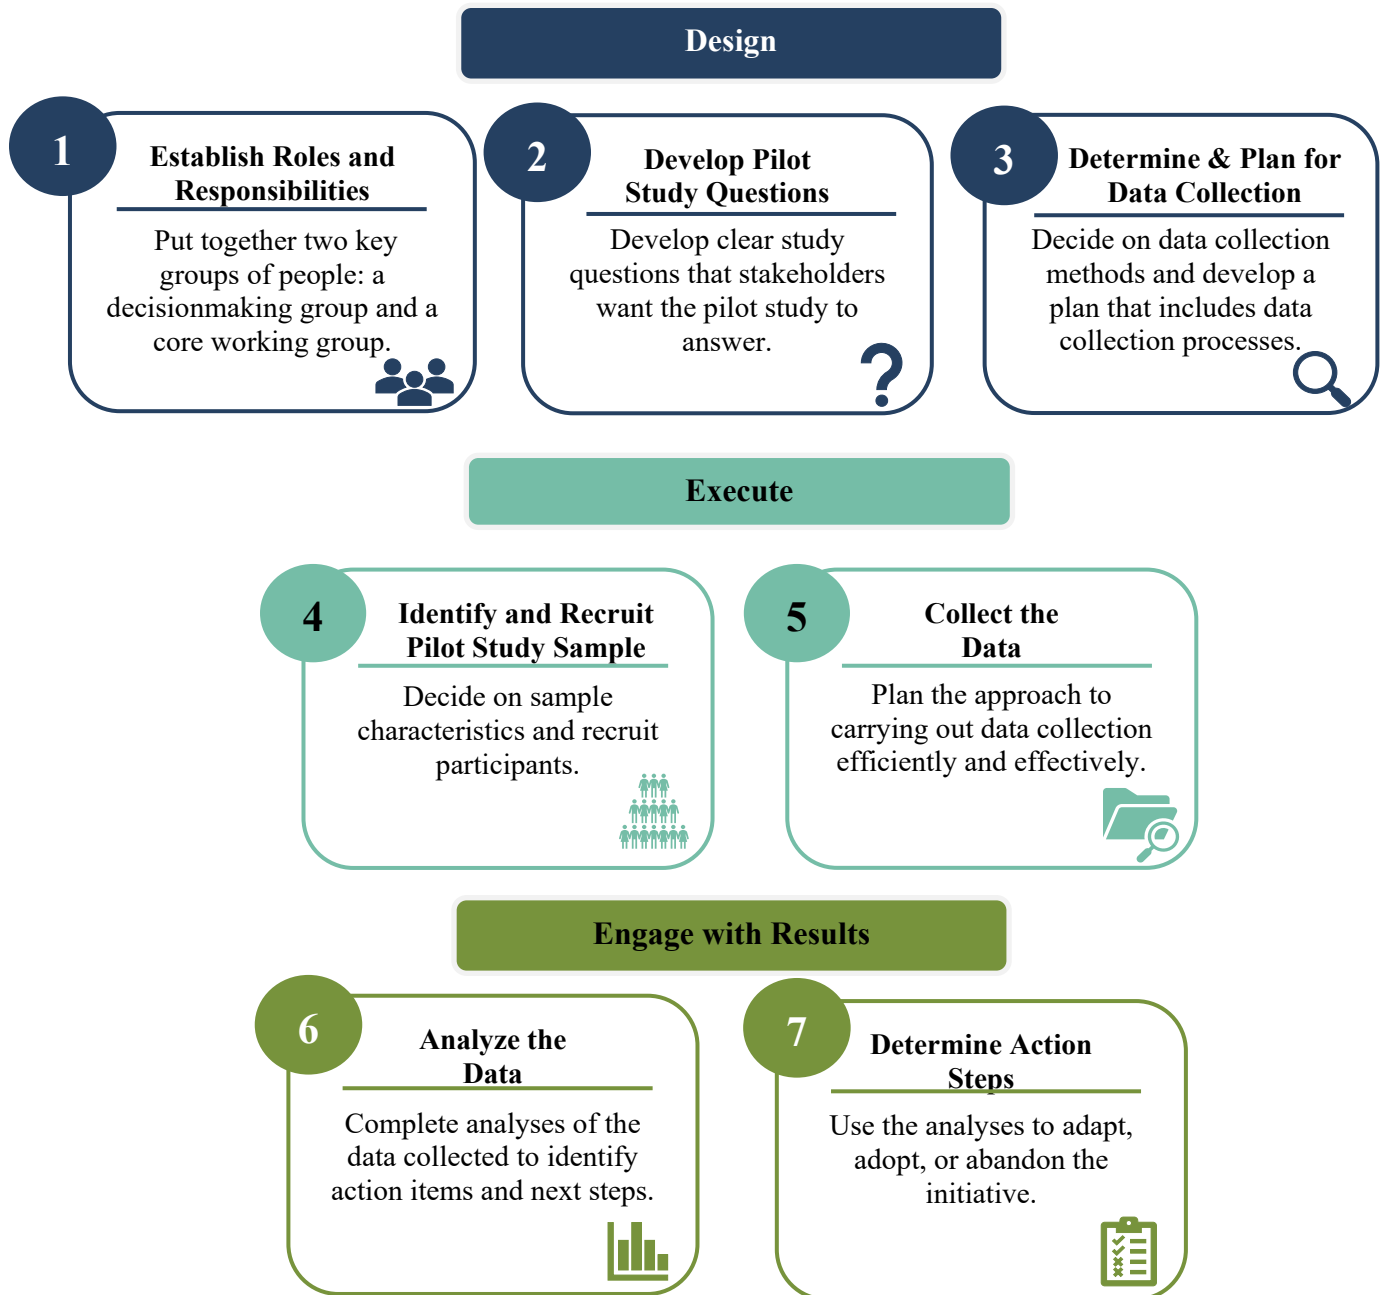 Design
1
Establish Roles and
Responsibilities
Put together two key
groups of people: a
decisionmaking group and a
core working group.
2
Develop Pilot
Study Questions
Develop clear study
questions that stakeholders
want the pilot study to
answer.
3
Determine & Plan for
Data Collection
Decide on data collection
methods and develop a
plan that includes data
collection processes.
Execute
4
Identify and Recruit
Pilot Study Sample
Decide on sample
characteristics and recruit
participants.
5
Collect the
Data
Plan the approach to
carrying out data collection
efficiently and effectively.
Engage with Results
6
Analyze the
Data
Complete analyses of the
data collected to identify
action items and next steps.
7
Determine Action
Steps
Use the analyses to adapt,
adopt, or abandon the
initiative.